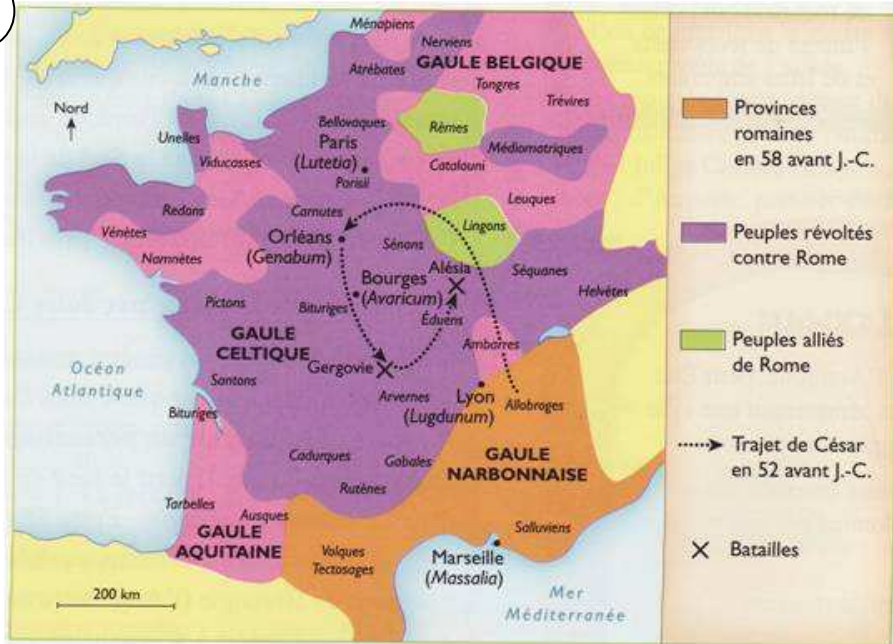 Ménapiens
Nerviens
Atrébates
GAULE BELGIQUE
Manche
Tongres
Trévires
Nord
Bellovaques
Rèmes
Unelles
Paris
(Lutetia)
Médiomatriques
Viducasses
Catalauni
Parisii
Leuques
Redons
Carnutes
Lingons
Vénètes
Orléans
(Genabum)
Sénons
Namnètes
Alésia
Séquanes
Bourges
(Avaricum)
Helvètes
Pictons
Bituriges
Éduens
GAULE
CELTIQUE
Ambarres
Océan
Atlantique
Gergovie
Santons
Arvernes
Lyon
(Lugdunum)
Allobroges
Bituriges
Cadurques
Gabales
GAULE
NARBONNAISE
Rutènes
Tarbelles
Ausques
Salluviens
GAULE
AQUITAINE
Volques
Tectosages
Marseille
(Massalia)
200 km
Mer
Méditerranée
Provinces
romaines
en 58 avant J.-C.
Peuples révoltés
contre Rome
Peuples alliés
de Rome
Trajet de César
en 52 avant J.-C.
Batailles